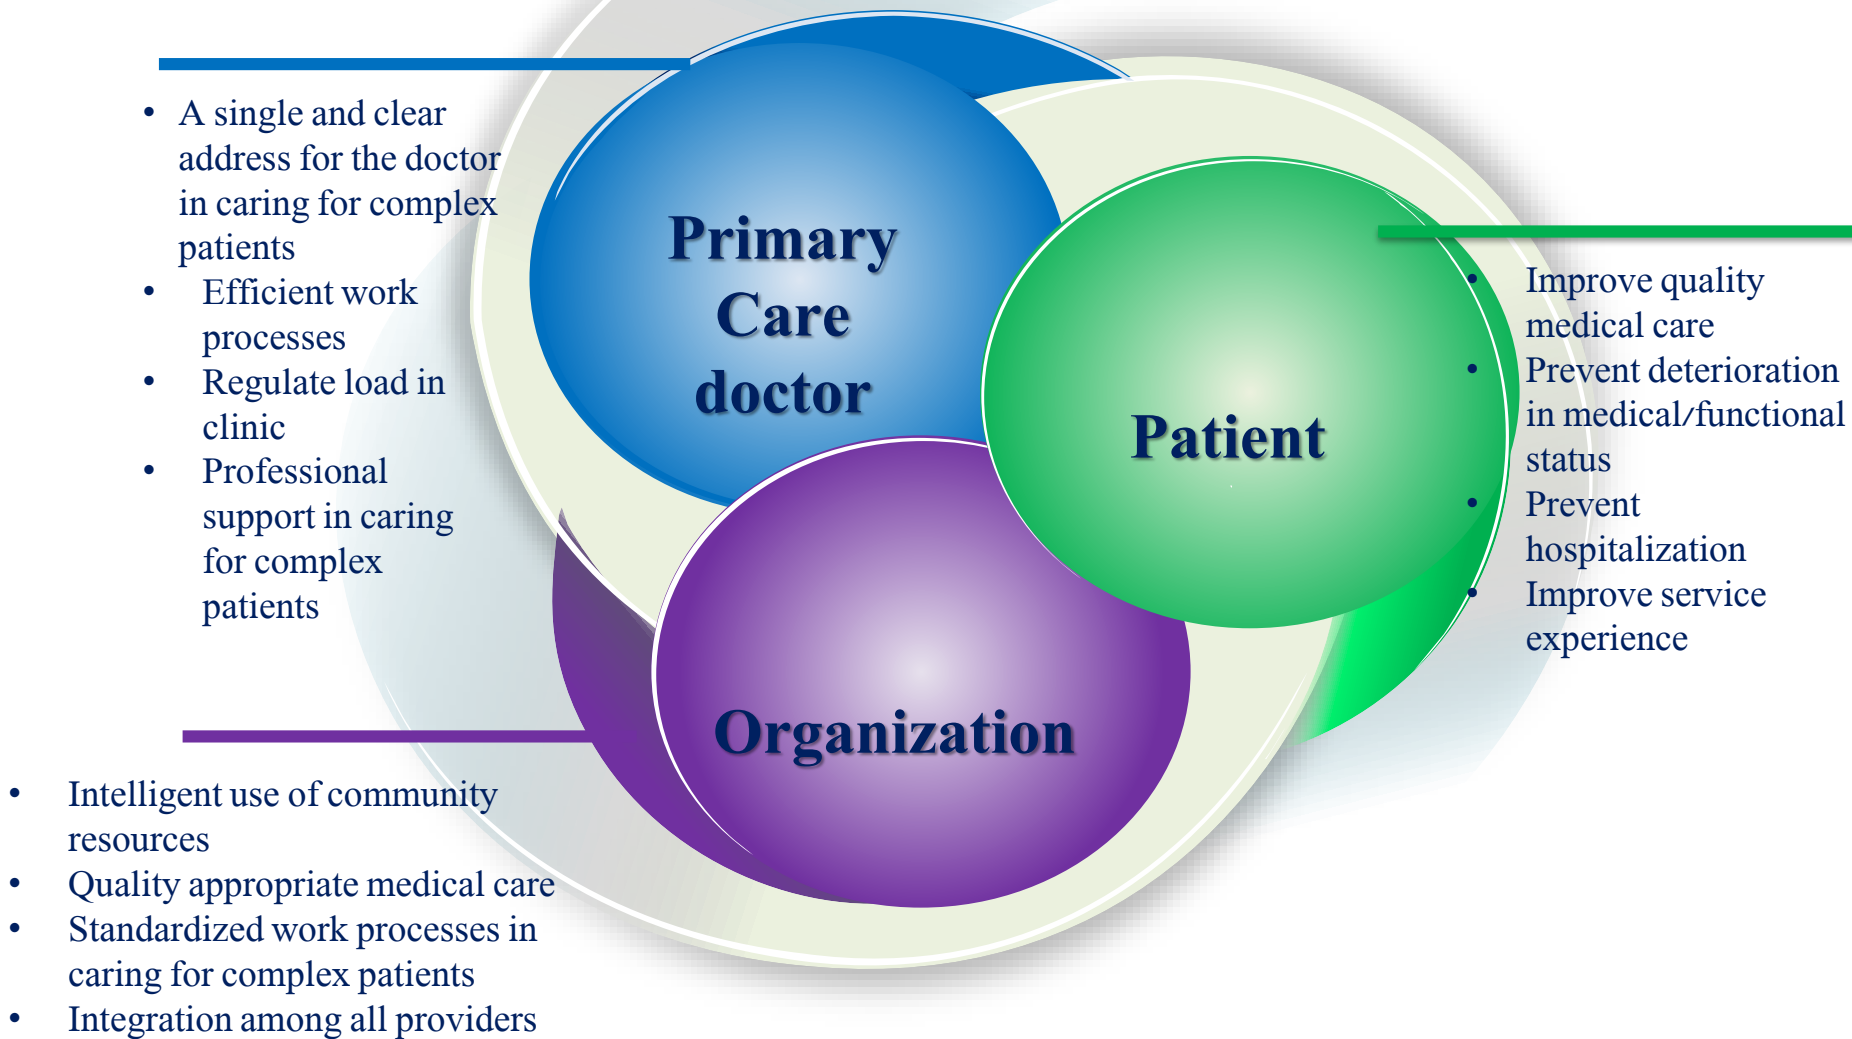 • A single and clear
address for the doctor
in caring for complex
patients
• Efficient work
processes
• Regulate load in
clinic
• Professional
support in caring
for complex
patients
Primary
Care
doctor
Patient
• Improve quality
medical care
• Prevent deterioration
in medical/functional
status
• Prevent
hospitalization
• Improve service
experience
Organization
• Intelligent use of community
resources
• Quality appropriate medical care
• Standardized work processes in
caring for complex patients
• Integration among all providers